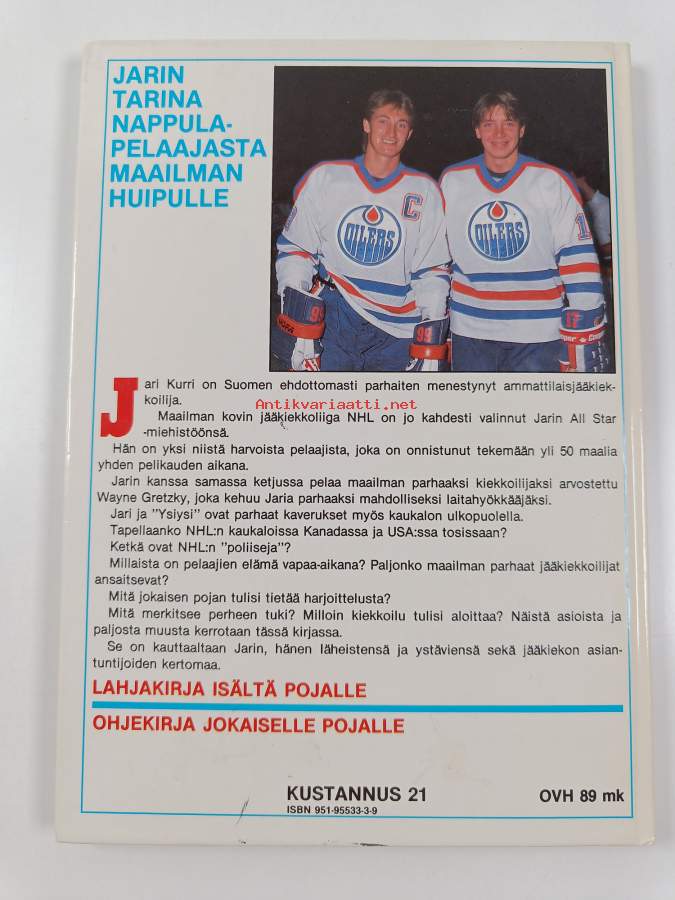 JARIN
TARINA
NAPPULA-
PELAAJASTA
MAAILMAN
HUIPULLE
C
OILERS
OILERS
99
99
17
Cooper
Jari Kurri on Suomen ehdottomasti parhaiten menestynyt ammattilaisjääkiek-
koilija.
Antikvariaatti.net
Maailman kovin jääkiekkoliiga NHL on jo kahdesti valinnut Jarin All Star
-miehistöönsä.
Hän on yksi niistä harvoista pelaajista, joka on onnistunut tekemään yli 50 maalia
yhden pelikauden aikana.
Jarin kanssa samassa ketjussa pelaa maailman parhaaksi kiekkoilijaksi arvostettu
Wayne Gretzky, joka kehuu Jaria parhaaksi mahdolliseksi laitahyökkääjäksi.
Jari ja "Ysiysi" ovat parhaat kaverukset myös kaukalon ulkopuolella.
Tapellaanko NHL:n kaukaloissa Kanadassa ja USA:ssa tosissaan?
Ketkä ovat NHL:n "poliiseja"?
Millaista on pelaajien elämä vapaa-aikana? Paljonko maailman parhaat jääkiekkoilijat
ansaitsevat?
Mitä jokaisen pojan tulisi tietää harjoittelusta?
Mitä merkitsee perheen tuki? Milloin kiekkoilu tulisi aloittaa? Näistä asioista ja
paljosta muusta kerrotaan tässä kirjassa.
Se on kauttaaltaan Jarin, hänen läheistensä ja ystäviensä sekä jääkiekon asian-
tuntijoiden kertomaa.
LAHJAKIRJA ISÄLTÄ POJALLE
OHJEKIRJA JOKAISELLE POJALLE
KUSTANNUS 21
ISBN 951-95533-3-9
OVH 89 mk